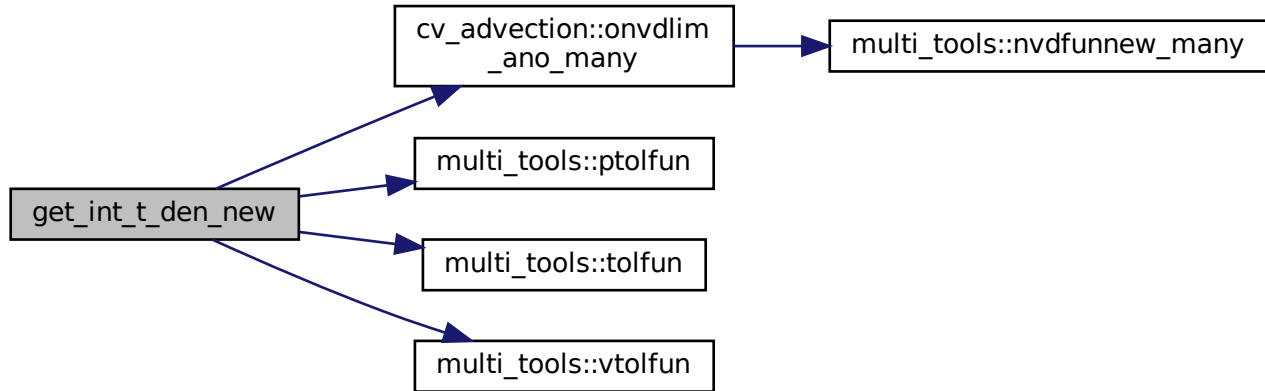 cv_advection::onvdlim
_ano_many
multi_tools::nvdfunnew_many
multi_tools::ptolfun
get_int_t_den_new
multi_tools::tolfun
multi_tools::vtolfun